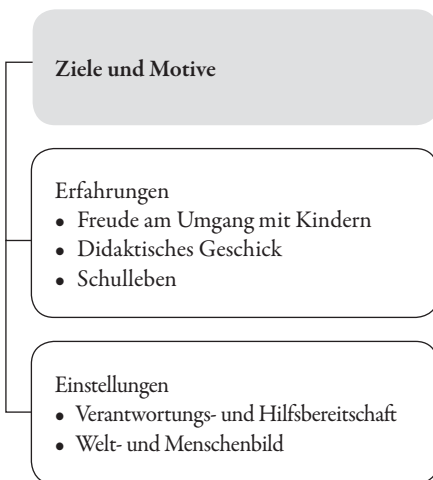 Ziele und Motive
Erfahrungen
• Freude am Umgang mit Kindern
• Didaktisches Geschick
• Schulleben
Einstellungen
• Verantwortungs- und Hilfsbereitschaft
• Welt- und Menschenbild